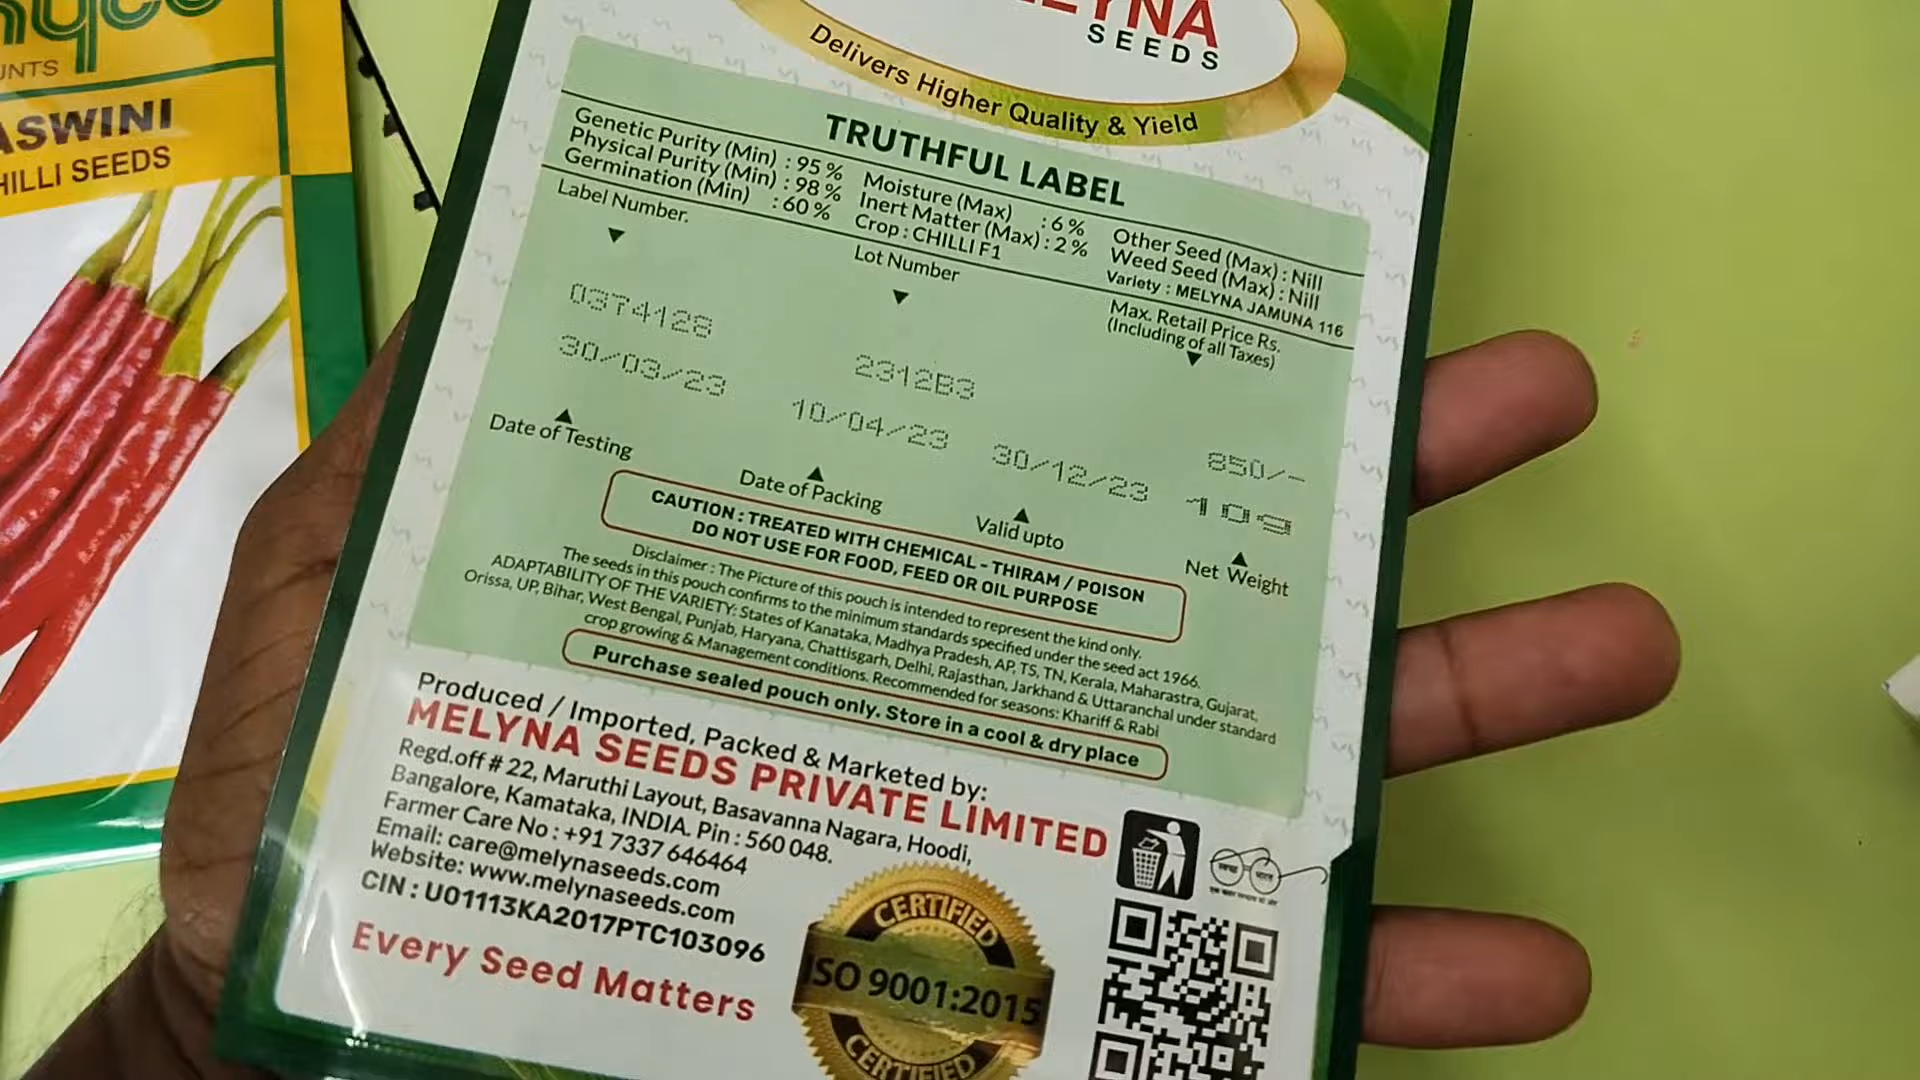 UNTS
ASWINI
HILLI SEEDS
MELYNA
SEEDS
Delivers Higher Quality & Yield
TRUTHFUL LABEL
Genetic Purity (Min) : 95 %
Physical Purity (Min) : 98 %
Germination (Min) : 60 %
Moisture (Max) : 6 %
Inert Matter (Max) : 2 %
Crop : CHILLI F1
Other Seed (Max) : Nill
Weed Seed (Max) : Nill
Variety : MELYNA JAMUNA 116
Label Number.
Lot Number
Max. Retail Price Rs.
(Including of all Taxes)
0374128
2312B3
850/-
30/03/23
10/04/23
30/12/23
10g
Date of Testing
Date of Packing
Valid upto
Net Weight
CAUTION : TREATED WITH CHEMICAL - THIRAM / POISON
DO NOT USE FOR FOOD, FEED OR OIL PURPOSE
Disclaimer : The Picture of this pouch is intended to represent the kind only.
The seeds in this pouch confirms to the minimum standards specified under the seed act 1966.
ADAPTABILITY OF THE VARIETY: States of Kanataka, Madhya Pradesh, AP, TS, TN, Kerala, Maharastra, Gujarat,
Orissa, UP, Bihar, West Bengal, Punjab, Haryana, Chattisgarh, Delhi, Rajasthan, Jarkhand & Uttaranchal under standard
crop growing & Management conditions. Recommended for seasons: Khariff & Rabi
Purchase sealed pouch only. Store in a cool & dry place
Produced / Imported, Packed & Marketed by:
MELYNA SEEDS PRIVATE LIMITED
Regd.off # 22, Maruthi Layout, Basavanna Nagara, Hoodi,
Bangalore, Kamataka, INDIA. Pin : 560 048.
Farmer Care No : +91 7337 646464
Email: care@melynaseeds.com
Website: www.melynaseeds.com
CIN : U01113KA2017PTC103096
Every Seed Matters
CERTIFIED
ISO 9001:2015
CERTIFIED